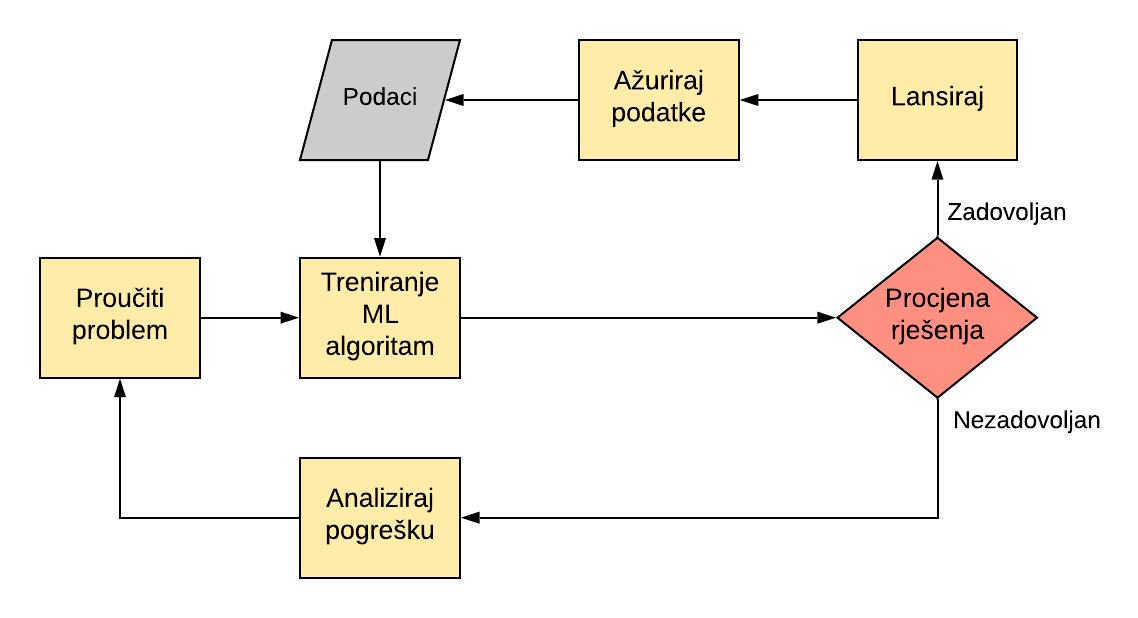 Podaci
Ažuriraj
podatke
Lansiraj
Zadovoljan
Proučiti
problem
Treniranje
ML
algoritam
Procjena
rješenja
Nezadovoljan
Analiziraj
pogrešku